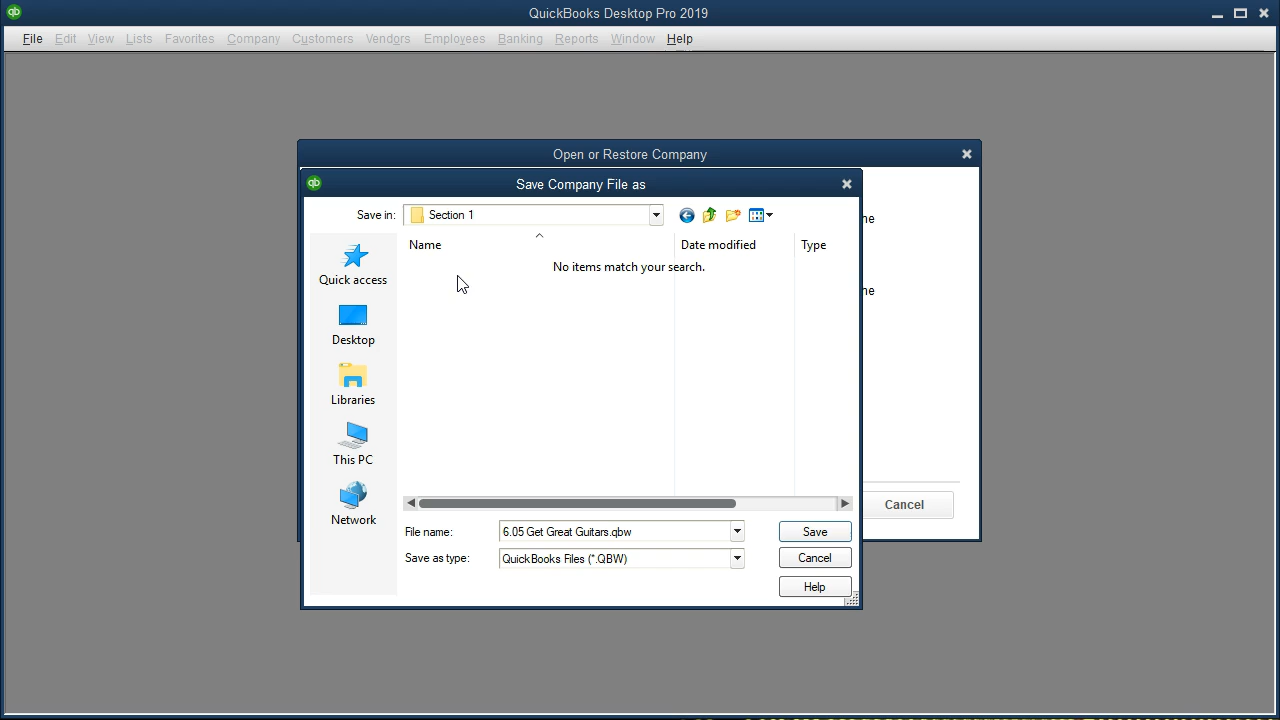 QuickBooks Desktop Pro 2019
File Edit View Lists Favorites Company Customers Vendors Employees Banking Reports Window Help
Open or Restore Company
qb Save Company File as
Save in: Section 1
ne
Name Date modified Type
No items match your search.
Quick access
ne
Desktop
Libraries
This PC
Network
Cancel
File name: 6.05 Get Great Guitars.qbw Save
Save as type: QuickBooks Files (*.QBW) Cancel
Help